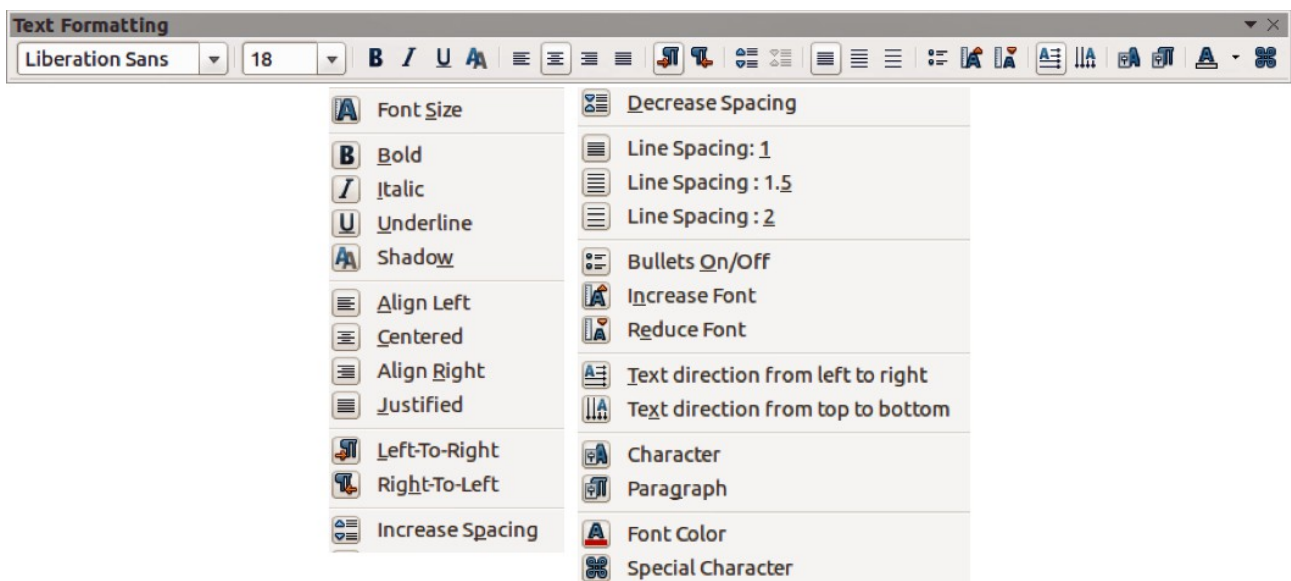 Text Formatting
Liberation Sans 18
Font Size
Bold
Italic
Underline
Shadow
Align Left
Centered
Align Right
Justified
Left-To-Right
Right-To-Left
Increase Spacing
Decrease Spacing
Line Spacing: 1
Line Spacing : 1.5
Line Spacing : 2
Bullets On/Off
Increase Font
Reduce Font
Text direction from left to right
Text direction from top to bottom
Character
Paragraph
Font Color
Special Character